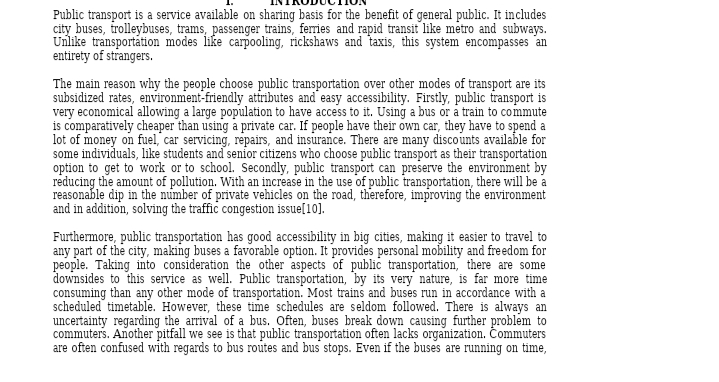 I. INTRODUCTION
Public transport is a service available on sharing basis for the benefit of general public. It includes
city buses, trolleybuses, trams, passenger trains, ferries and rapid transit like metro and subways.
Unlike transportation modes like carpooling, rickshaws and taxis, this system encompasses an
entirety of strangers.
The main reason why the people choose public transportation over other modes of transport are its
subsidized rates, environment-friendly attributes and easy accessibility. Firstly, public transport is
very economical allowing a large population to have access to it. Using a bus or a train to commute
is comparatively cheaper than using a private car. If people have their own car, they have to spend a
lot of money on fuel, car servicing, repairs, and insurance. There are many discounts available for
some individuals, like students and senior citizens who choose public transport as their transportation
option to get to work or to school. Secondly, public transport can preserve the environment by
reducing the amount of pollution. With an increase in the use of public transportation, there will be a
reasonable dip in the number of private vehicles on the road, therefore, improving the environment
and in addition, solving the traffic congestion issue[10].
Furthermore, public transportation has good accessibility in big cities, making it easier to travel to
any part of the city, making buses a favorable option. It provides personal mobility and freedom for
people. Taking into consideration the other aspects of public transportation, there are some
downsides to this service as well. Public Transportation, by its very nature, is far more time
consuming than any other mode of transportation. Most trains and buses run in accordance with a
scheduled timetable. However, these time schedules are seldom followed. There is always an
uncertainty regarding the arrival of a bus. Often, buses break down causing further problem to
commuters. Another pitfall we see is that public transportation often lacks organization. Commuters
are often confused with regards to bus routes and bus stops. Even if the buses are running on time,